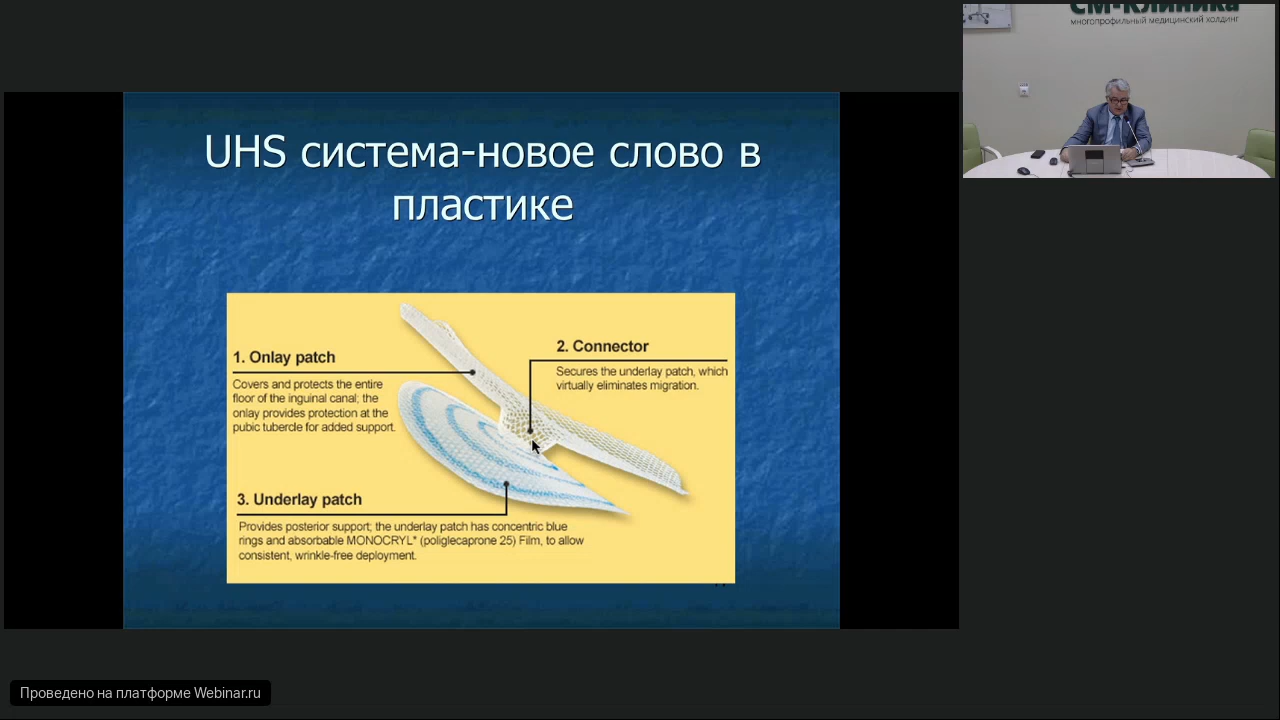 UHS система-новое слово в
пластике
1. Onlay patch
Covers and protects the entire
floor of the inguinal canal; the
onlay provides protection at the
pubic tubercle for added support.
2. Connector
Secures the underlay patch, which
virtually eliminates migration.
3. Underlay patch
Provides posterior support; the underlay patch has concentric blue
rings and absorbable MONOCRYL* (poliglecaprone 25) Film, to allow
consistent, wrinkle-free deployment.
СМ-Клиника
многопрофильный медицинский холдинг
Проведено на платформе Webinar.ru